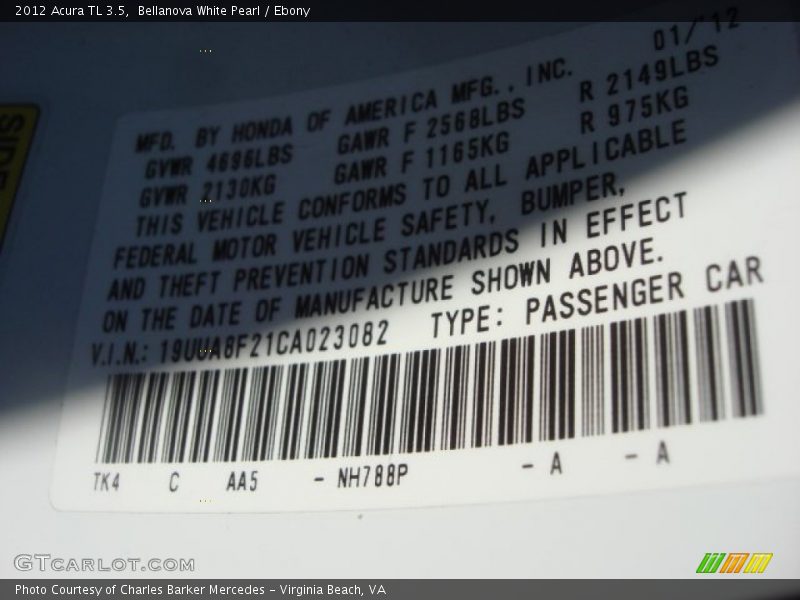 2012 Acura TL 3.5,  Bellanova White Pearl / Ebony
01/'12
MFD. BY HONDA OF AMERICA MFG., INC.
GVWR 4696LBS GAWR F 2568LBS R 2149LBS
GVWR 2130KG GAWR F 1165KG R 975KG
THIS VEHICLE CONFORMS TO ALL APPLICABLE
FEDERAL MOTOR VEHICLE SAFETY, BUMPER,
AND THEFT PREVENTION STANDARDS IN EFFECT
ON THE DATE OF MANUFACTURE SHOWN ABOVE.
V.I.N.: 19UUA8F21CA023082 TYPE: PASSENGER CAR
TK4 C AA5 - NH788P - A - A
SIDE
GTCARLOT.COM
Photo Courtesy of Charles Barker Mercedes - Virginia Beach, VA